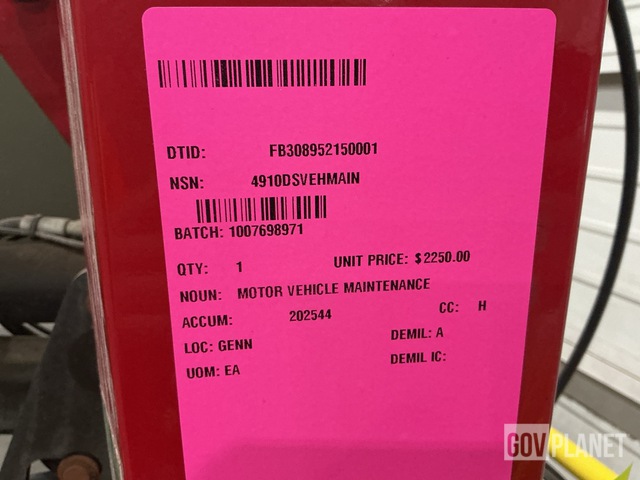 DTID: FB308952150001
NSN: 4910DSVEHMAIN
BATCH: 1007698971
QTY: 1 UNIT PRICE: $2250.00
NOUN: MOTOR VEHICLE MAINTENANCE
ACCUM: 202544 CC: H
LOC: GENN DEMIL: A
UOM: EA DEMIL IC:
GOVPLANET